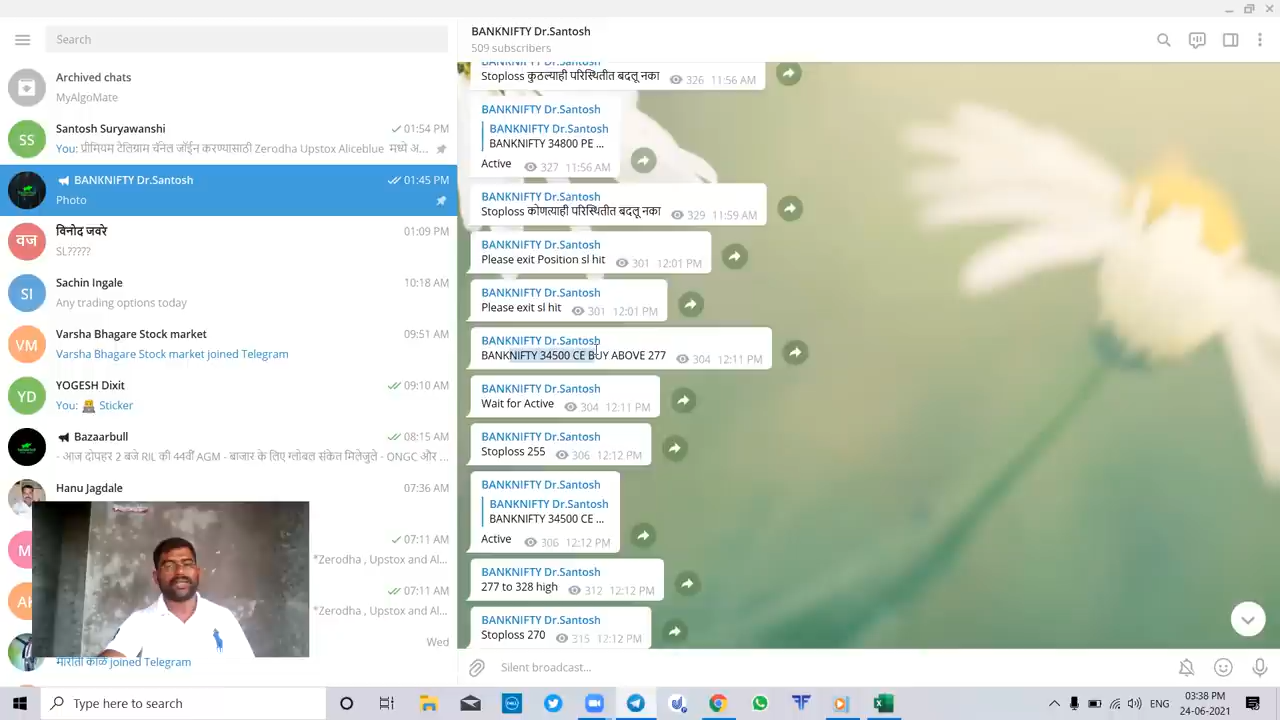 Search
BANKNIFTY Dr.Santosh
509 subscribers
Archived chats
MyAlgoMate
SS
Santosh Suryawanshi
01:54 PM
You: प्रीमियम टेलिग्राम चॅनेल जॉईन करण्यासाठी Zerodha Upstox Aliceblue मध्ये अ...
BANKNIFTY Dr.Santosh
01:45 PM
Photo
वज
विनोद जवरे
01:09 PM
SL?????
SI
Sachin Ingale
10:18 AM
Any trading options today
VM
Varsha Bhagare Stock market
09:51 AM
Varsha Bhagare Stock market joined Telegram
YD
YOGESH Dixit
09:10 AM
You: Sticker
Bazaarbull
08:15 AM
· आज दोपहर 2 बजे RIL की 44वीं AGM - बाजार के लिए ग्लोबल संकेत मिलेजुले - ONGC और ...
Hanu Jagdale
07:36 AM
M
07:11 AM
*Zerodha , Upstox and Al...
07:11 AM
*Zerodha , Upstox and Al...
Wed
joined Telegram
BANKNIFTY Dr.Santosh
Stoploss कुठल्याही परिस्थितीत बदलू नका 326 11:56 AM
BANKNIFTY Dr.Santosh
BANKNIFTY Dr.Santosh
BANKNIFTY 34800 PE ...
Active 327 11:56 AM
BANKNIFTY Dr.Santosh
Stoploss कोणत्याही परिस्थितीत बदलू नका 329 11:59 AM
BANKNIFTY Dr.Santosh
Please exit Position sl hit 301 12:01 PM
BANKNIFTY Dr.Santosh
Please exit sl hit 301 12:01 PM
BANKNIFTY Dr.Santosh
BANKNIFTY 34500 CE BUY ABOVE 277 304 12:11 PM
BANKNIFTY Dr.Santosh
Wait for Active 304 12:11 PM
BANKNIFTY Dr.Santosh
Stoploss 255 306 12:12 PM
BANKNIFTY Dr.Santosh
BANKNIFTY Dr.Santosh
BANKNIFTY 34500 CE ...
Active 306 12:12 PM
BANKNIFTY Dr.Santosh
277 to 328 high 312 12:12 PM
BANKNIFTY Dr.Santosh
Stoploss 270 315 12:12 PM
Silent broadcast...
Type here to search
DELL
ENG
03:38 PM
24-06-2021